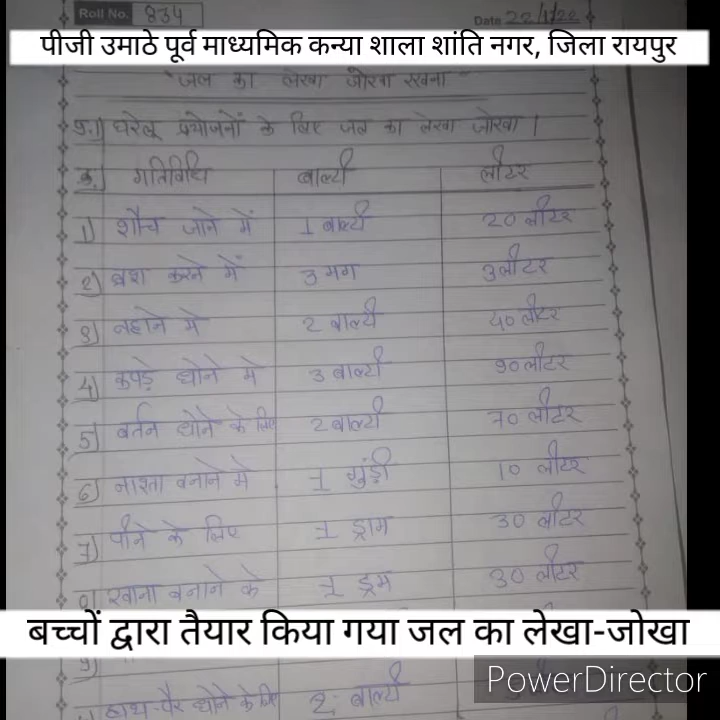 Roll No. 834
Date 22/1/22
पीजी उमाठे पूर्व माध्यमिक कन्या शाला शांति नगर, जिला रायपुर
"जल का लेखा जोखा रखना"
प्र.1) घरेलू प्रयोजनों के लिए जल का लेखा जोखा |
क्र. गतिविधि बाल्टी लीटर
1) शौच जाने में 1 बाल्टी 20 लीटर
2) ब्रश करने में 3 मग 3 लीटर
3) नहाने में 2 बाल्टी 40 लीटर
4) कपड़े धोने में 3 बाल्टी 90 लीटर
5) बर्तन धोने के लिए 2 बाल्टी 70 लीटर
6) नाश्ता बनाने में 1 गुंडी 10 लीटर
7) पीने के लिए 1 ड्राम 30 लीटर
खाना बनाने के 1 ड्रम 30 लीटर
बच्चों द्वारा तैयार किया गया जल का लेखा-जोखा
9)
हाथ-पैर धोने के लिए 2 बाल्टी
PowerDirector